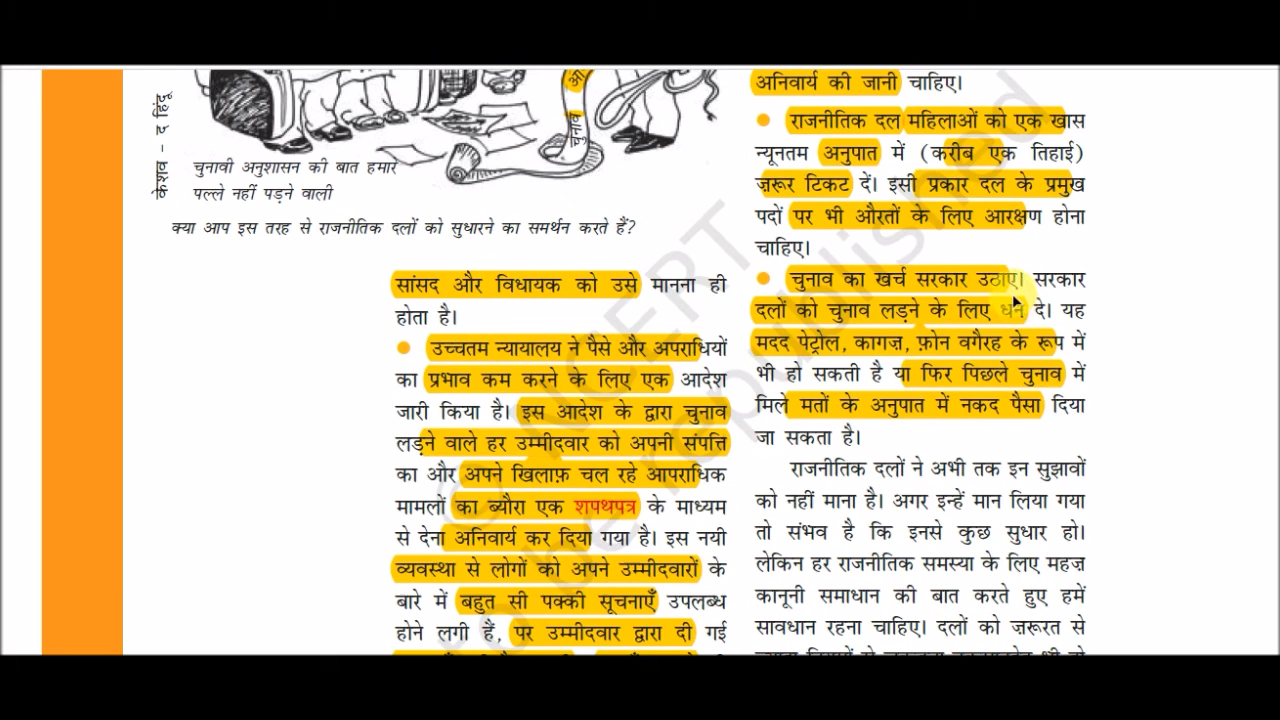 केशव – द हिंदू
चुनाव
आ
चुनावी अनुशासन की बात हमारे
पल्ले नहीं पड़ने वाली
क्या आप इस तरह से राजनीतिक दलों को सुधारने का समर्थन करते हैं?
सांसद और विधायक को उसे मानना ही
होता है।
● उच्चतम न्यायालय ने पैसे और अपराधियों
का प्रभाव कम करने के लिए एक आदेश
जारी किया है। इस आदेश के द्वारा चुनाव
लड़ने वाले हर उम्मीदवार को अपनी संपत्ति
का और अपने खिलाफ़ चल रहे आपराधिक
मामलों का ब्यौरा एक शपथपत्र के माध्यम
से देना अनिवार्य कर दिया गया है। इस नयी
व्यवस्था से लोगों को अपने उम्मीदवारों के
बारे में बहुत सी पक्की सूचनाएँ उपलब्ध
होने लगी हैं, पर उम्मीदवार द्वारा दी गई
अनिवार्य की जानी चाहिए।
● राजनीतिक दल महिलाओं को एक खास
न्यूनतम अनुपात में (करीब एक तिहाई)
ज़रूर टिकट दें। इसी प्रकार दल के प्रमुख
पदों पर भी औरतों के लिए आरक्षण होना
चाहिए।
● चुनाव का खर्च सरकार उठाए। सरकार
दलों को चुनाव लड़ने के लिए धन दे। यह
मदद पेट्रोल, कागज़, फ़ोन वगैरह के रूप में
भी हो सकती है या फिर पिछले चुनाव में
मिले मतों के अनुपात में नकद पैसा दिया
जा सकता है।
राजनीतिक दलों ने अभी तक इन सुझावों
को नहीं माना है। अगर इन्हें मान लिया गया
तो संभव है कि इनसे कुछ सुधार हो।
लेकिन हर राजनीतिक समस्या के लिए महज़
कानूनी समाधान की बात करते हुए हमें
सावधान रहना चाहिए। दलों को ज़रूरत से
© NCERT
to be republished